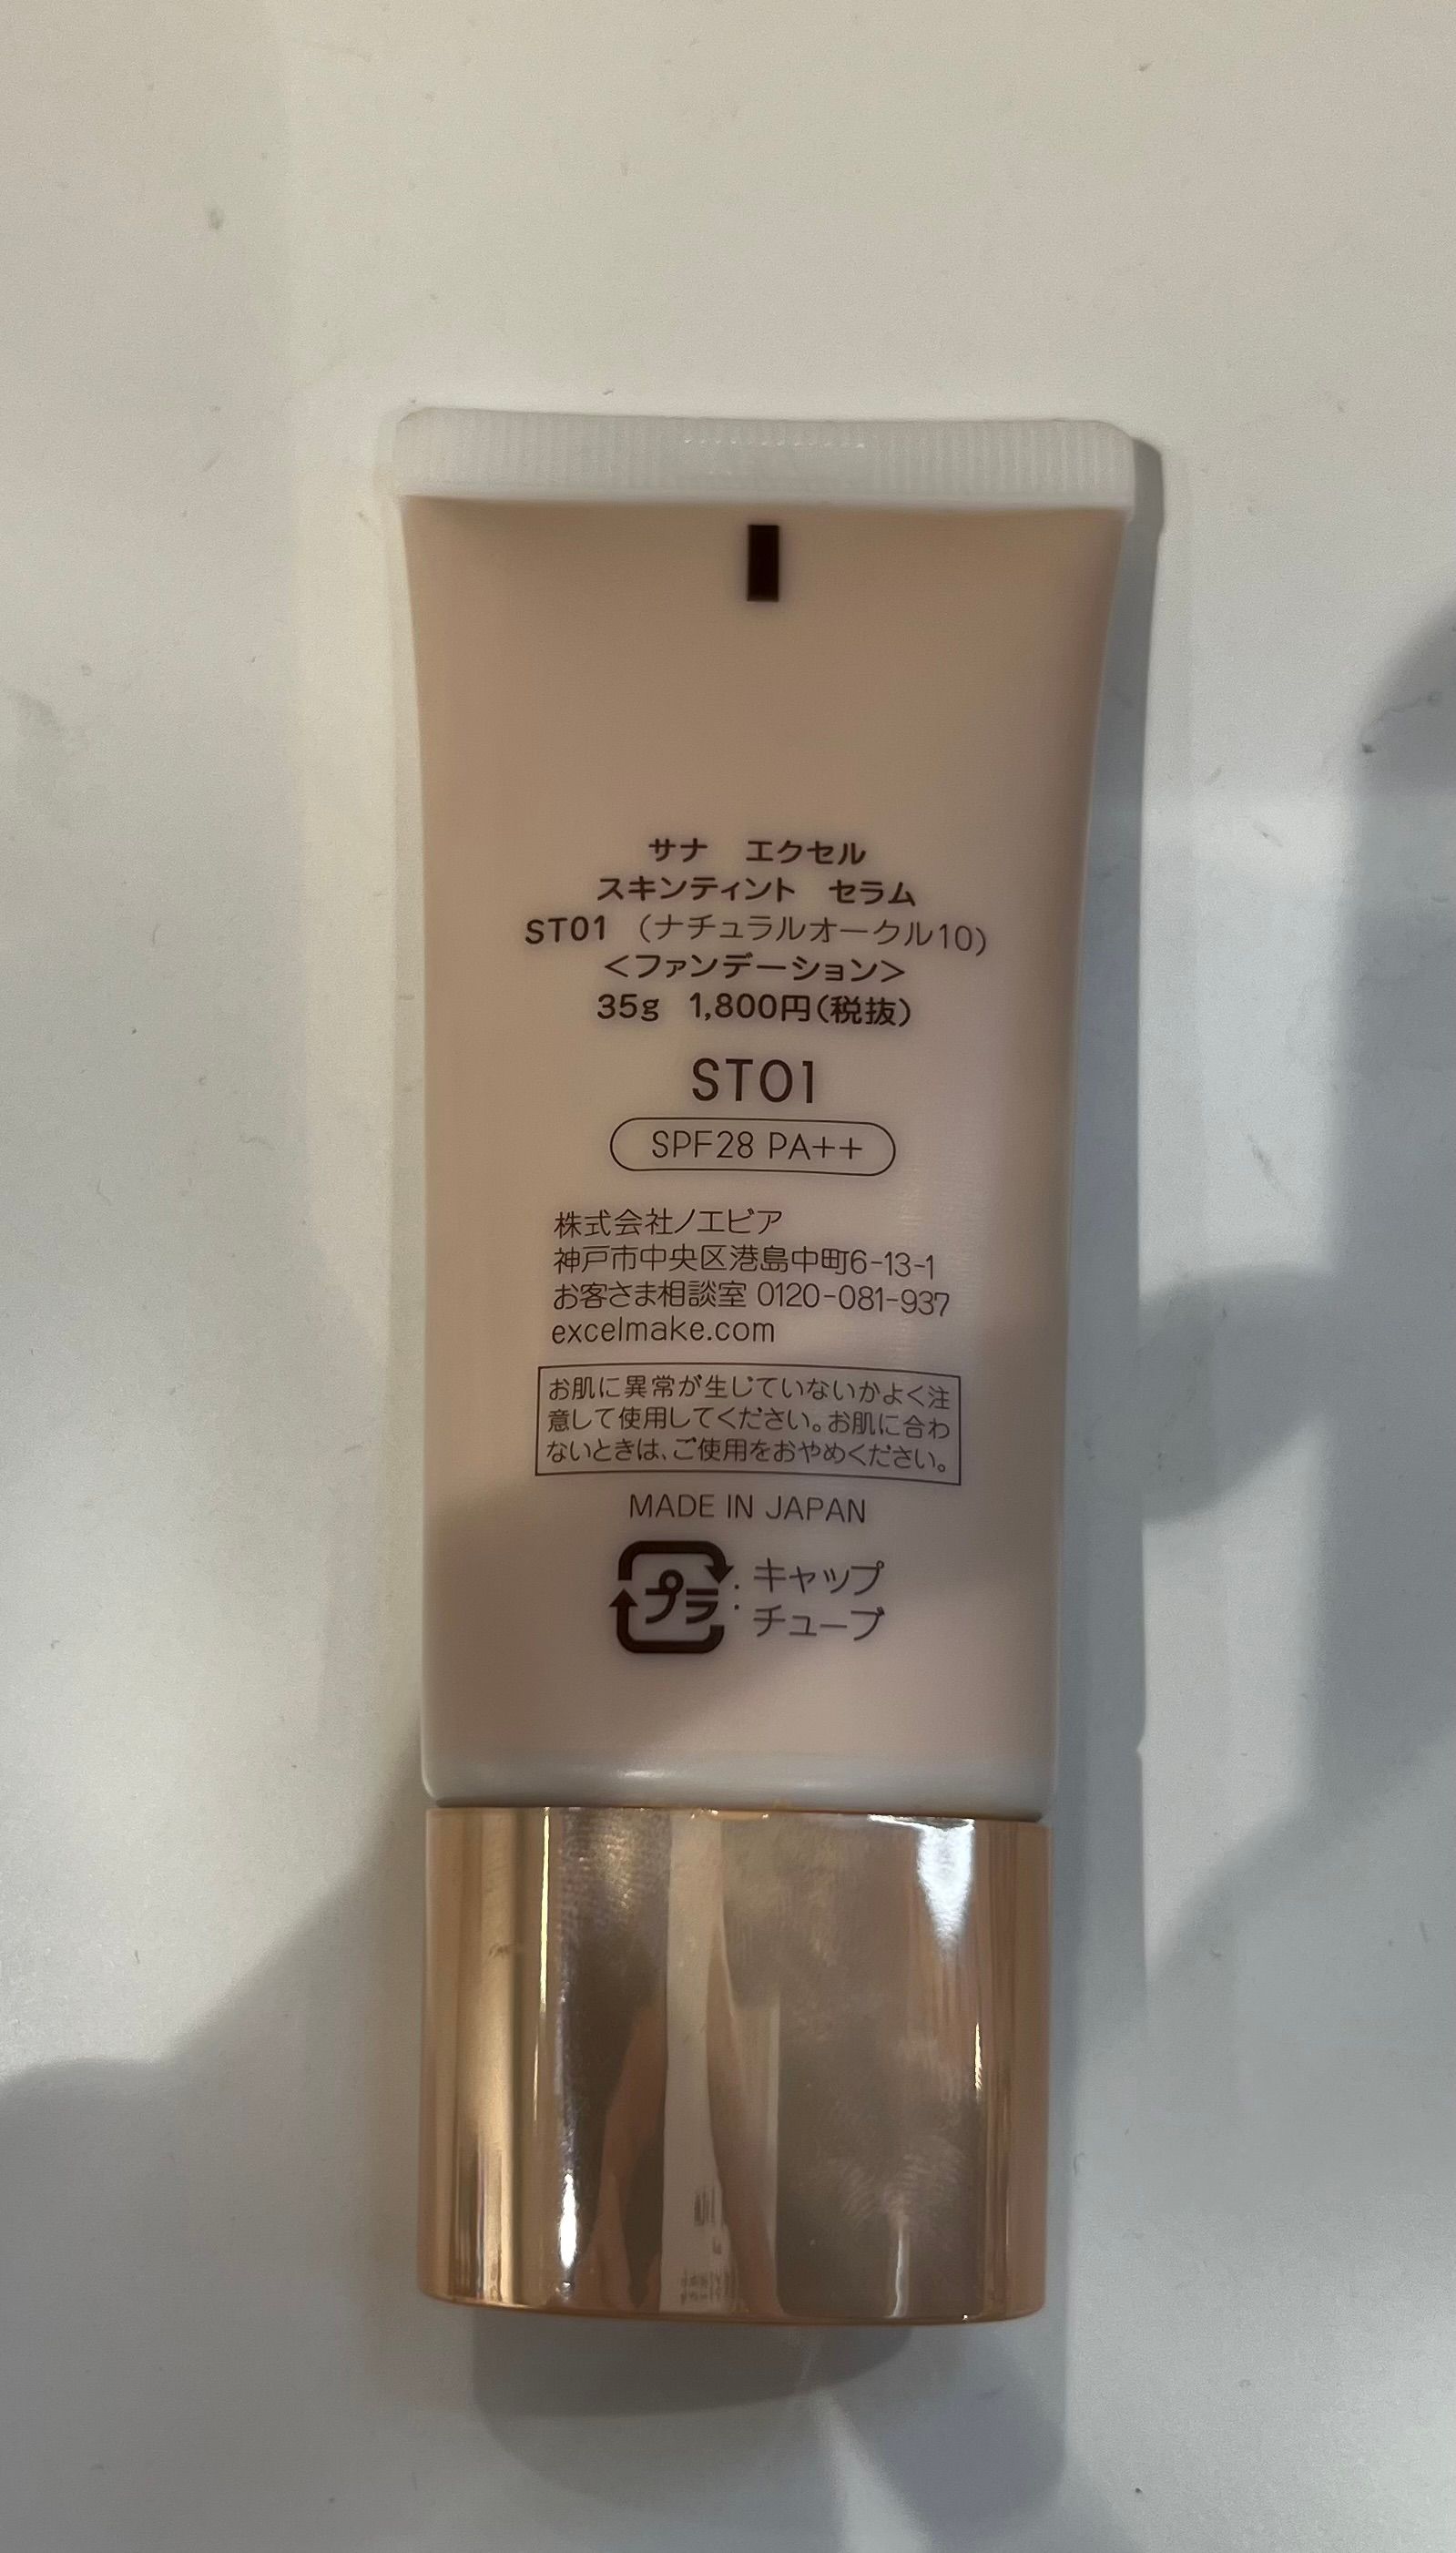 サナ　エクセル
スキンティント　セラム
ST01 （ナチュラルオークル10）
＜ファンデーション＞
35g 1,800円（税抜）
ST01
SPF28 PA++
株式会社ノエビア
神戸市中央区港島中町6-13-1
お客さま相談室 0120-081-937
excelmake.com
お肌に異常が生じていないかよく注
意して使用してください。お肌に合わ
ないときは、ご使用をおやめください。
MADE IN JAPAN
プラ : キャップ
: チューブ